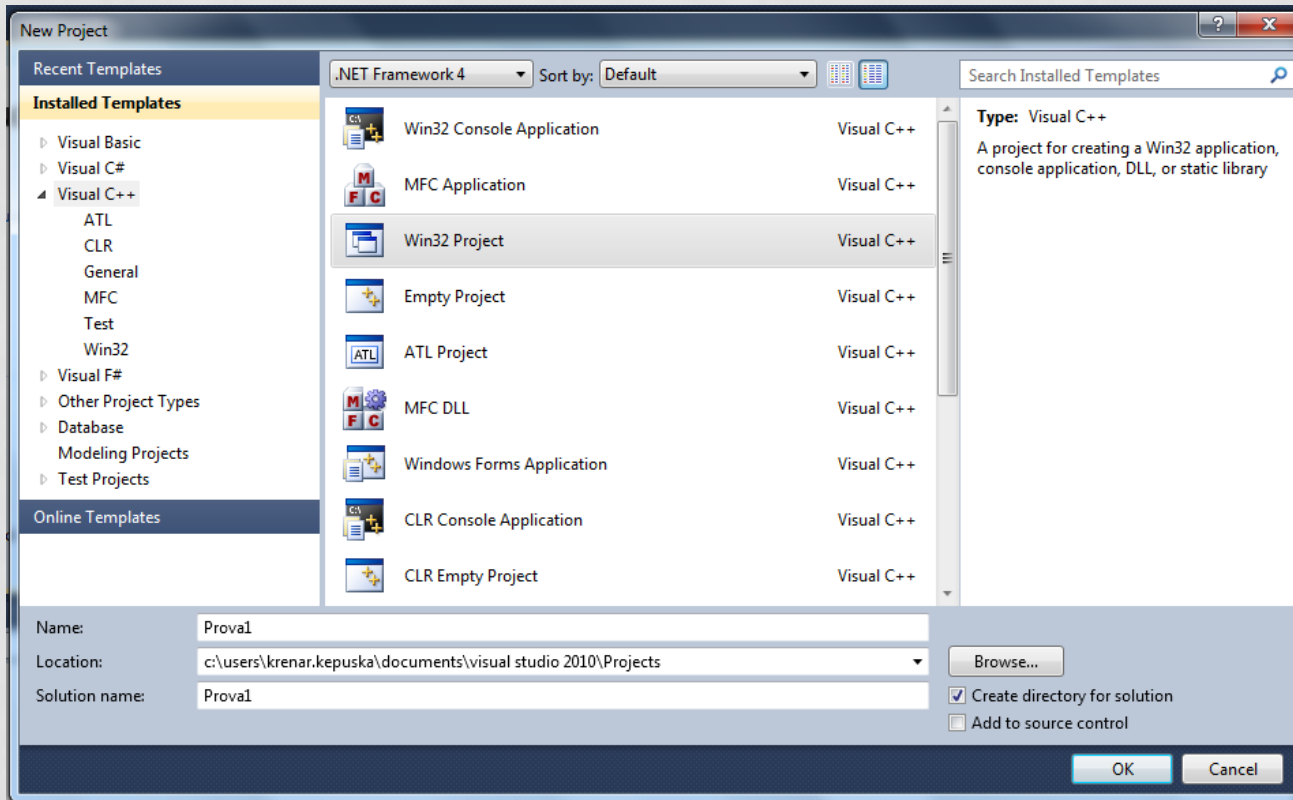 New Project
Recent Templates
Installed Templates
Visual Basic
Visual C#
Visual C++
ATL
CLR
General
MFC
Test
Win32
Visual F#
Other Project Types
Database
Modeling Projects
Test Projects
Online Templates
.NET Framework 4 Sort by: Default
Win32 Console Application Visual C++
MFC Application Visual C++
Win32 Project Visual C++
Empty Project Visual C++
ATL Project Visual C++
MFC DLL Visual C++
Windows Forms Application Visual C++
CLR Console Application Visual C++
CLR Empty Project Visual C++
Search Installed Templates
Type: Visual C++
A project for creating a Win32 application,
console application, DLL, or static library
Name: Prova1
Location: c:\users\krenar.kepuska\documents\visual studio 2010\Projects Browse...
Solution name: Prova1
Create directory for solution
Add to source control
OK Cancel